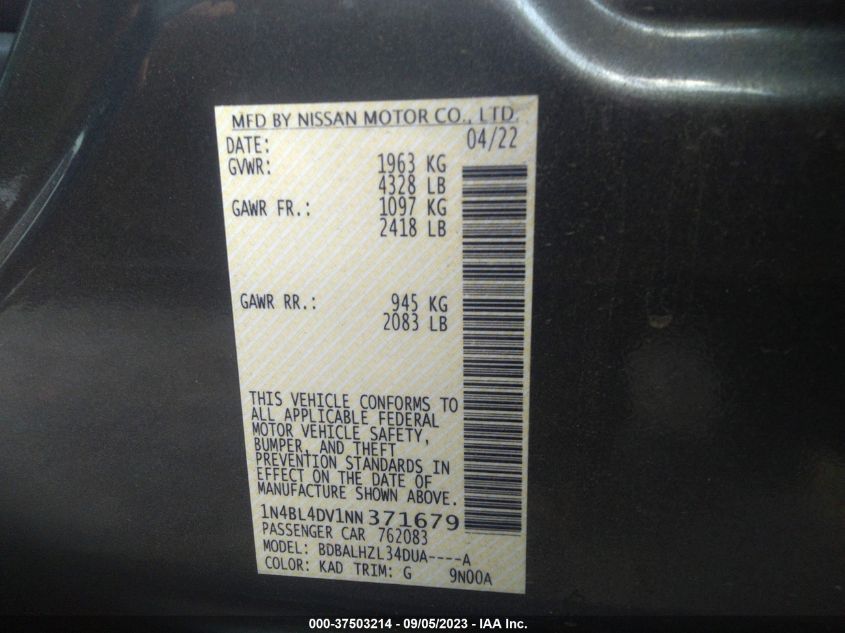 MFD BY NISSAN MOTOR CO., LTD.
DATE: 04/22
GVWR: 1963 KG
4328 LB
GAWR FR.: 1097 KG
2418 LB
GAWR RR.: 945 KG
2083 LB
THIS VEHICLE CONFORMS TO
ALL APPLICABLE FEDERAL
MOTOR VEHICLE SAFETY,
BUMPER, AND THEFT
PREVENTION STANDARDS IN
EFFECT ON THE DATE OF
MANUFACTURE SHOWN ABOVE.
1N4BL4DV1NN371679
PASSENGER CAR 762083
MODEL: BDBALHZL34DUA----A
COLOR: KAD TRIM: G 9N00A
000-37503214 - 09/05/2023 - IAA Inc.